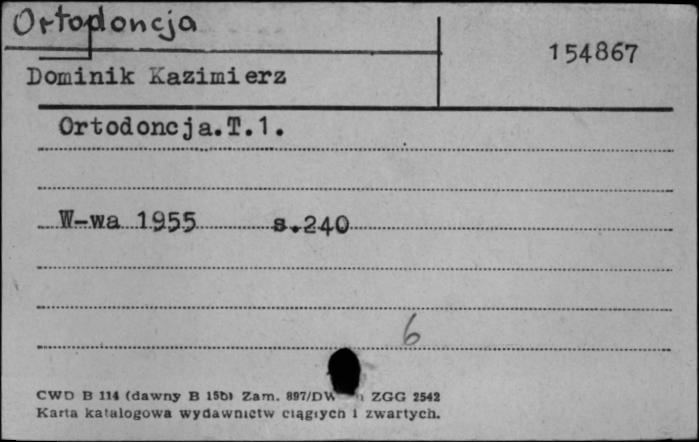 Ortodoncja
154867
Dominik Kazimierz
Ortodoncja.T.1.
W-wa 1955 s.240
6
CWD B 114 (dawny B 15b) Zam. 897/DW ZGG 2542
Karta katalogowa wydawnictw ciągłych i zwartych.